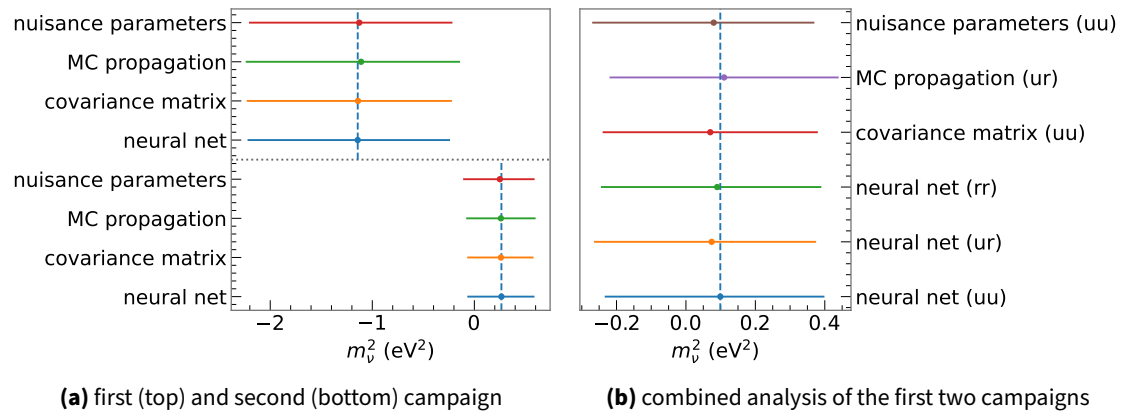 nuisance parameters
MC propagation
covariance matrix
neural net
nuisance parameters
MC propagation
covariance matrix
neural net
−2 −1 0
m²ᵥ (eV²)
(a) first (top) and second (bottom) campaign
nuisance parameters (uu)
MC propagation (ur)
covariance matrix (uu)
neural net (rr)
neural net (ur)
neural net (uu)
−0.2 0.0 0.2 0.4
m²ᵥ (eV²)
(b) combined analysis of the first two campaigns